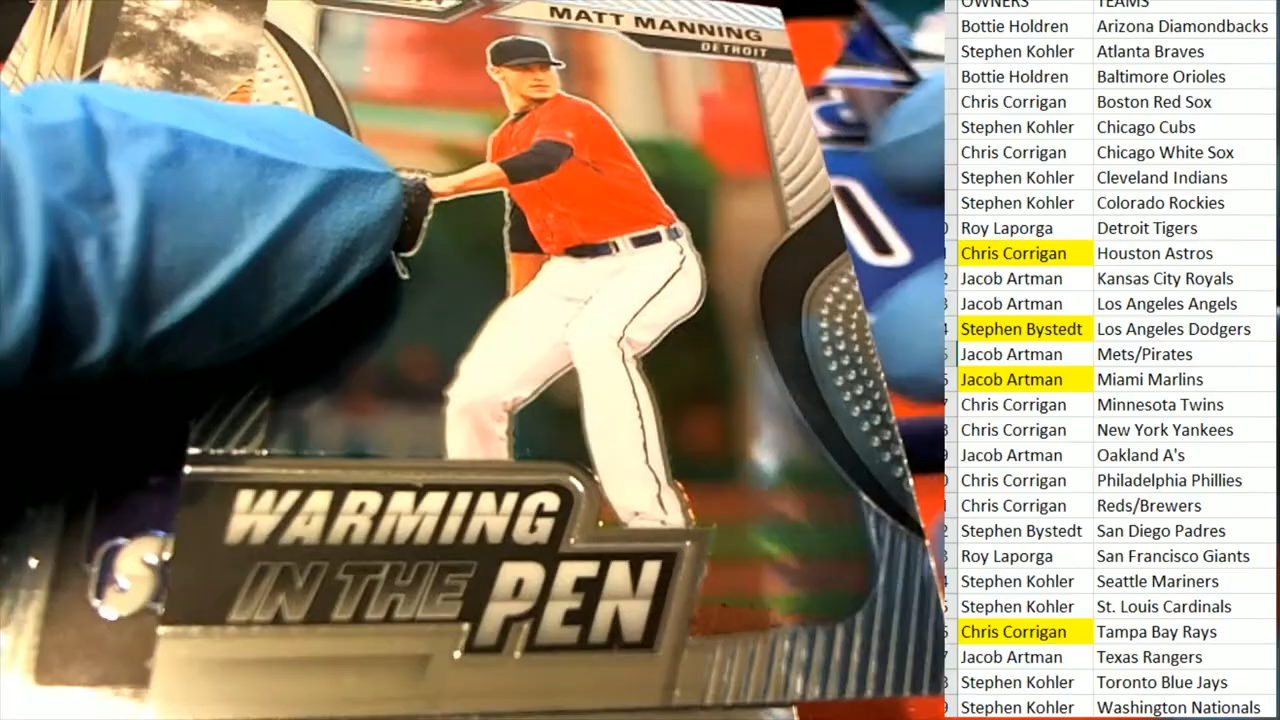 MATT MANNING
DETROIT
WARMING
IN THE PEN
OWNERS TEAMS
Bottie Holdren Arizona Diamondbacks
Stephen Kohler Atlanta Braves
Bottie Holdren Baltimore Orioles
Chris Corrigan Boston Red Sox
Stephen Kohler Chicago Cubs
Chris Corrigan Chicago White Sox
Stephen Kohler Cleveland Indians
Stephen Kohler Colorado Rockies
Roy Laporga Detroit Tigers
Chris Corrigan Houston Astros
Jacob Artman Kansas City Royals
Jacob Artman Los Angeles Angels
Stephen Bystedt Los Angeles Dodgers
Jacob Artman Mets/Pirates
Jacob Artman Miami Marlins
Chris Corrigan Minnesota Twins
Chris Corrigan New York Yankees
Jacob Artman Oakland A's
Chris Corrigan Philadelphia Phillies
Chris Corrigan Reds/Brewers
Stephen Bystedt San Diego Padres
Roy Laporga San Francisco Giants
Stephen Kohler Seattle Mariners
Stephen Kohler St. Louis Cardinals
Chris Corrigan Tampa Bay Rays
Jacob Artman Texas Rangers
Stephen Kohler Toronto Blue Jays
Stephen Kohler Washington Nationals